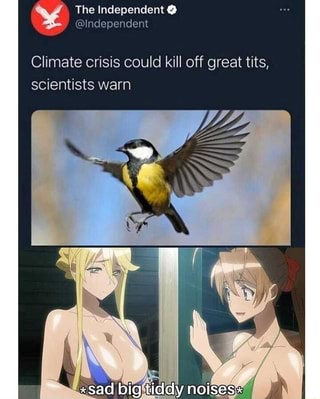 The Independent
@Independent
Climate crisis could kill off great tits,
scientists warn
*sad big tiddy noises*